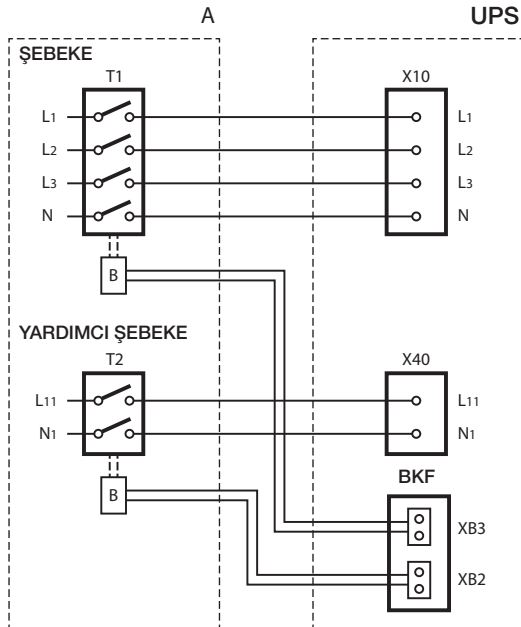 A
UPS
ŞEBEKE
T1
X10
L1
L1
L2
L2
L3
L3
N
N
B
YARDIMCI ŞEBEKE
T2
X40
L11
L11
N1
N1
BKF
B
XB3
XB2